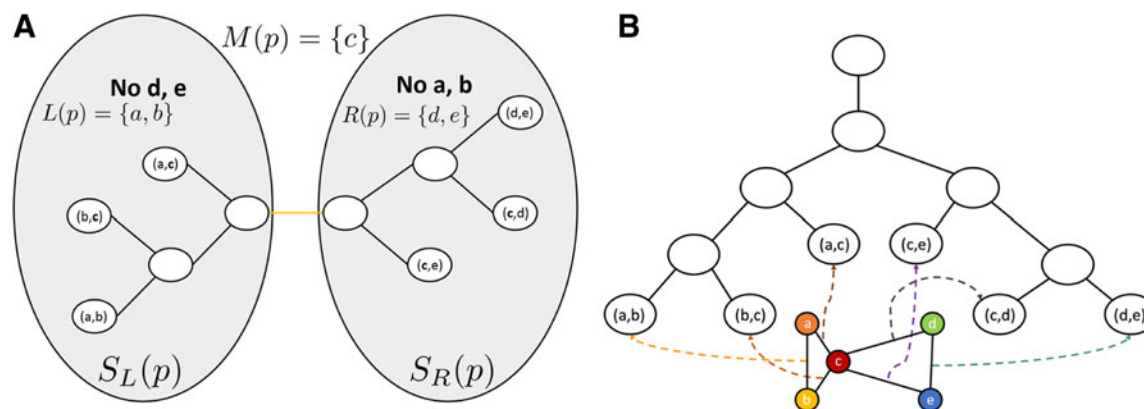 A
M(p) = {c}
No d, e
L(p) = {a, b}
(a,c)
(b,c)
(a,b)
S_L(p)
No a, b
R(p) = {d, e}
(d,e)
(c,d)
(c,e)
S_R(p)
B
(a,c)
(c,e)
(a,b)
(b,c)
(c,d)
(d,e)
a
d
c
b
e